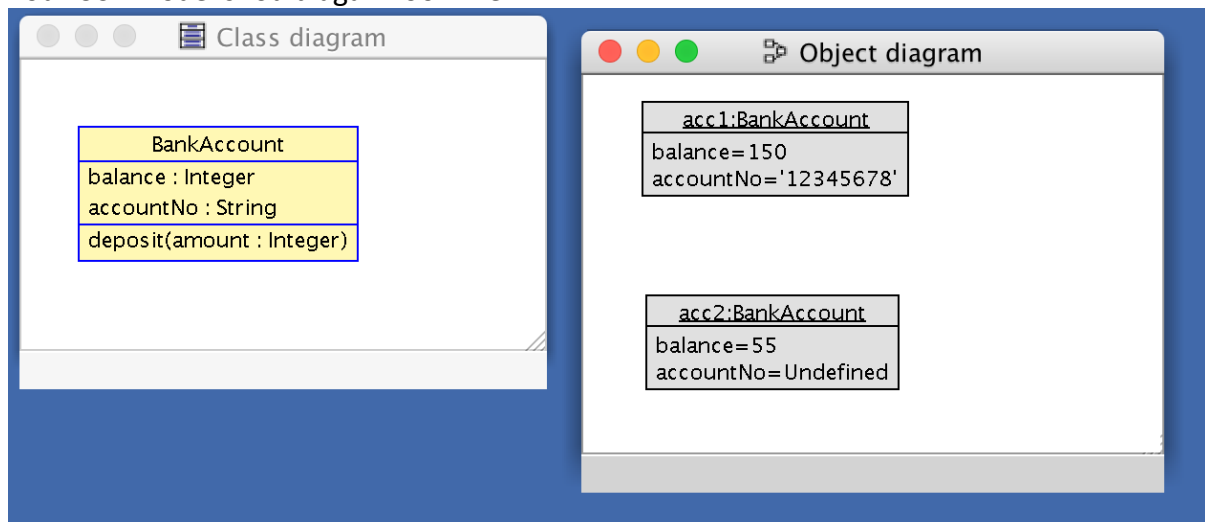 Class diagram
BankAccount
balance : Integer
accountNo : String
deposit(amount : Integer)
Object diagram
acc1:BankAccount
balance=150
accountNo='12345678'
acc2:BankAccount
balance=55
accountNo=Undefined